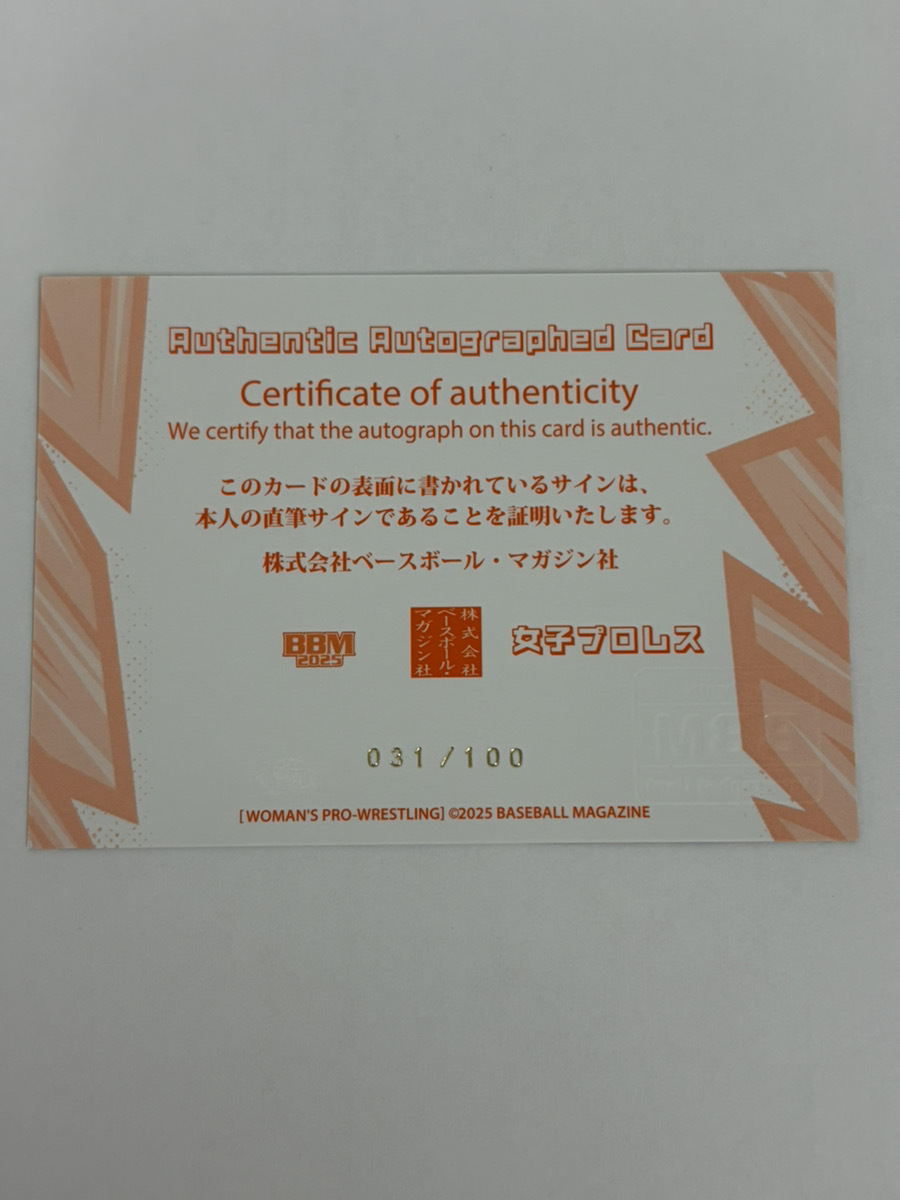 Authentic Autographed Card
Certificate of authenticity
We certify that the autograph on this card is authentic.
このカードの表面に書かれているサインは、
本人の直筆サインであることを証明いたします。
株式会社ベースボール・マガジン社
BBM
2025
株式会社
ベースボール・
マガジン社
女子プロレス
031/100
[WOMAN'S PRO-WRESTLING] ©2025 BASEBALL MAGAZINE